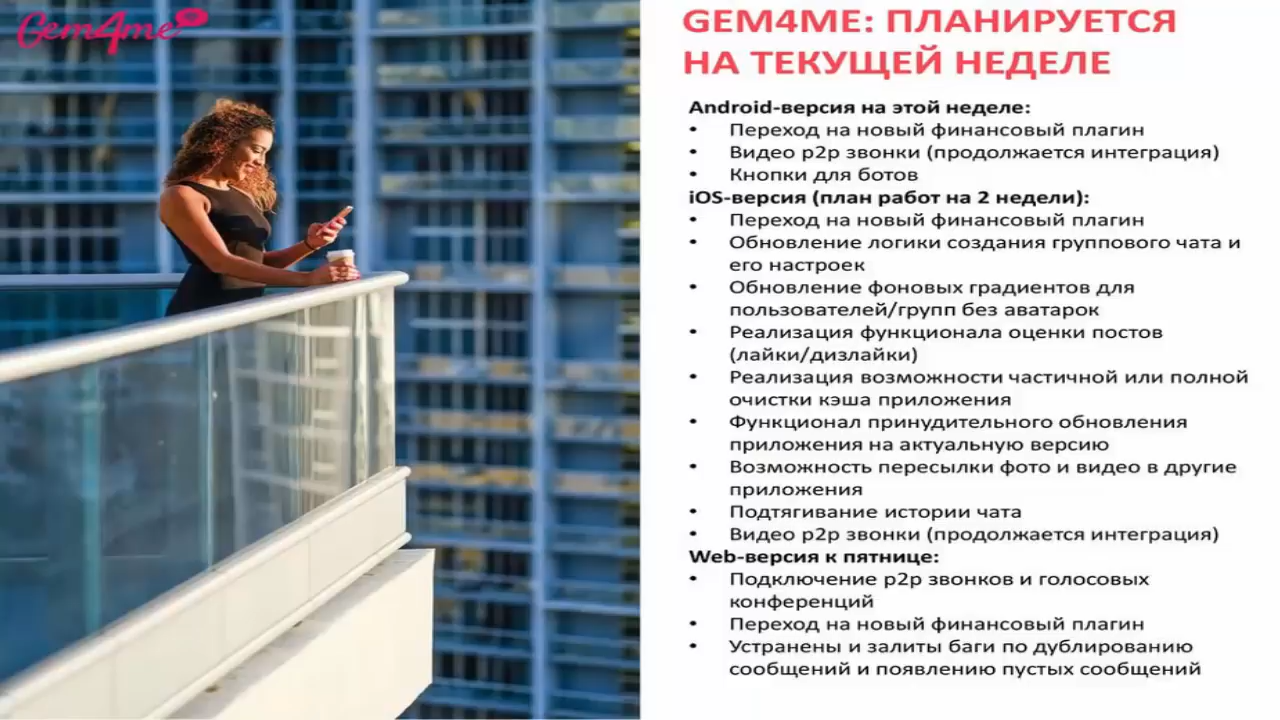 Gem4me
GEM4ME: ПЛАНИРУЕТСЯ
НА ТЕКУЩЕЙ НЕДЕЛЕ
Android-версия на этой неделе:
• Переход на новый финансовый плагин
• Видео p2p звонки (продолжается интеграция)
• Кнопки для ботов
iOS-версия (план работ на 2 недели):
• Переход на новый финансовый плагин
• Обновление логики создания группового чата и
его настроек
• Обновление фоновых градиентов для
пользователей/групп без аватарок
• Реализация функционала оценки постов
(лайки/дизлайки)
• Реализация возможности частичной или полной
очистки кэша приложения
• Функционал принудительного обновления
приложения на актуальную версию
• Возможность пересылки фото и видео в другие
приложения
• Подтягивание истории чата
• Видео p2p звонки (продолжается интеграция)
Web-версия к пятнице:
• Подключение p2p звонков и голосовых
конференций
• Переход на новый финансовый плагин
• Устранены и залиты баги по дублированию
сообщений и появлению пустых сообщений